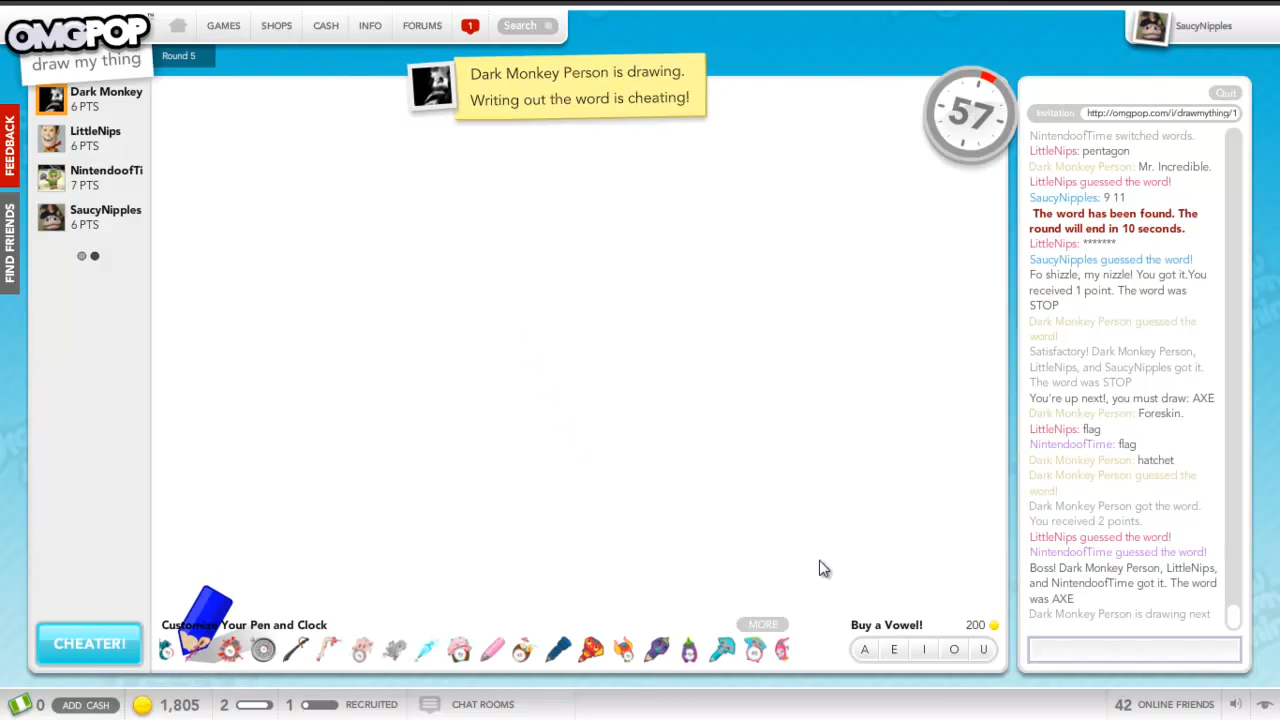 OMGPOP™
GAMES
SHOPS
CASH
INFO
FORUMS
1
Search
SaucyNipples
draw my thing
Round 5
Dark Monkey Person is drawing.
Writing out the word is cheating!
57
Quit
Invitation
http://omgpop.com/i/drawmything/1
FEEDBACK
FIND FRIENDS
Dark Monkey
6 PTS
LittleNips
6 PTS
NintendoofTi
7 PTS
SaucyNipples
6 PTS
NintendoofTime switched words.
LittleNips: pentagon
Dark Monkey Person: Mr. Incredible.
LittleNips guessed the word!
SaucyNipples: 9 11
The word has been found. The
round will end in 10 seconds.
LittleNips: *******
SaucyNipples guessed the word!
Fo shizzle, my nizzle! You got it.You
received 1 point. The word was
STOP
Dark Monkey Person guessed the
word!
Satisfactory! Dark Monkey Person,
LittleNips, and SaucyNipples got it.
The word was STOP
You're up next!, you must draw: AXE
Dark Monkey Person: Foreskin.
LittleNips: flag
NintendoofTime: flag
Dark Monkey Person: hatchet
Dark Monkey Person guessed the
word!
Dark Monkey Person got the word.
You received 2 points.
LittleNips guessed the word!
NintendoofTime guessed the word!
Boss! Dark Monkey Person, LittleNips,
and NintendoofTime got it. The word
was AXE
Dark Monkey Person is drawing next
CHEATER!
Customize Your Pen and Clock
MORE
Buy a Vowel!
200
A E I O U
0
ADD CASH
1,805
2
1
RECRUITED
CHAT ROOMS
42 ONLINE FRIENDS